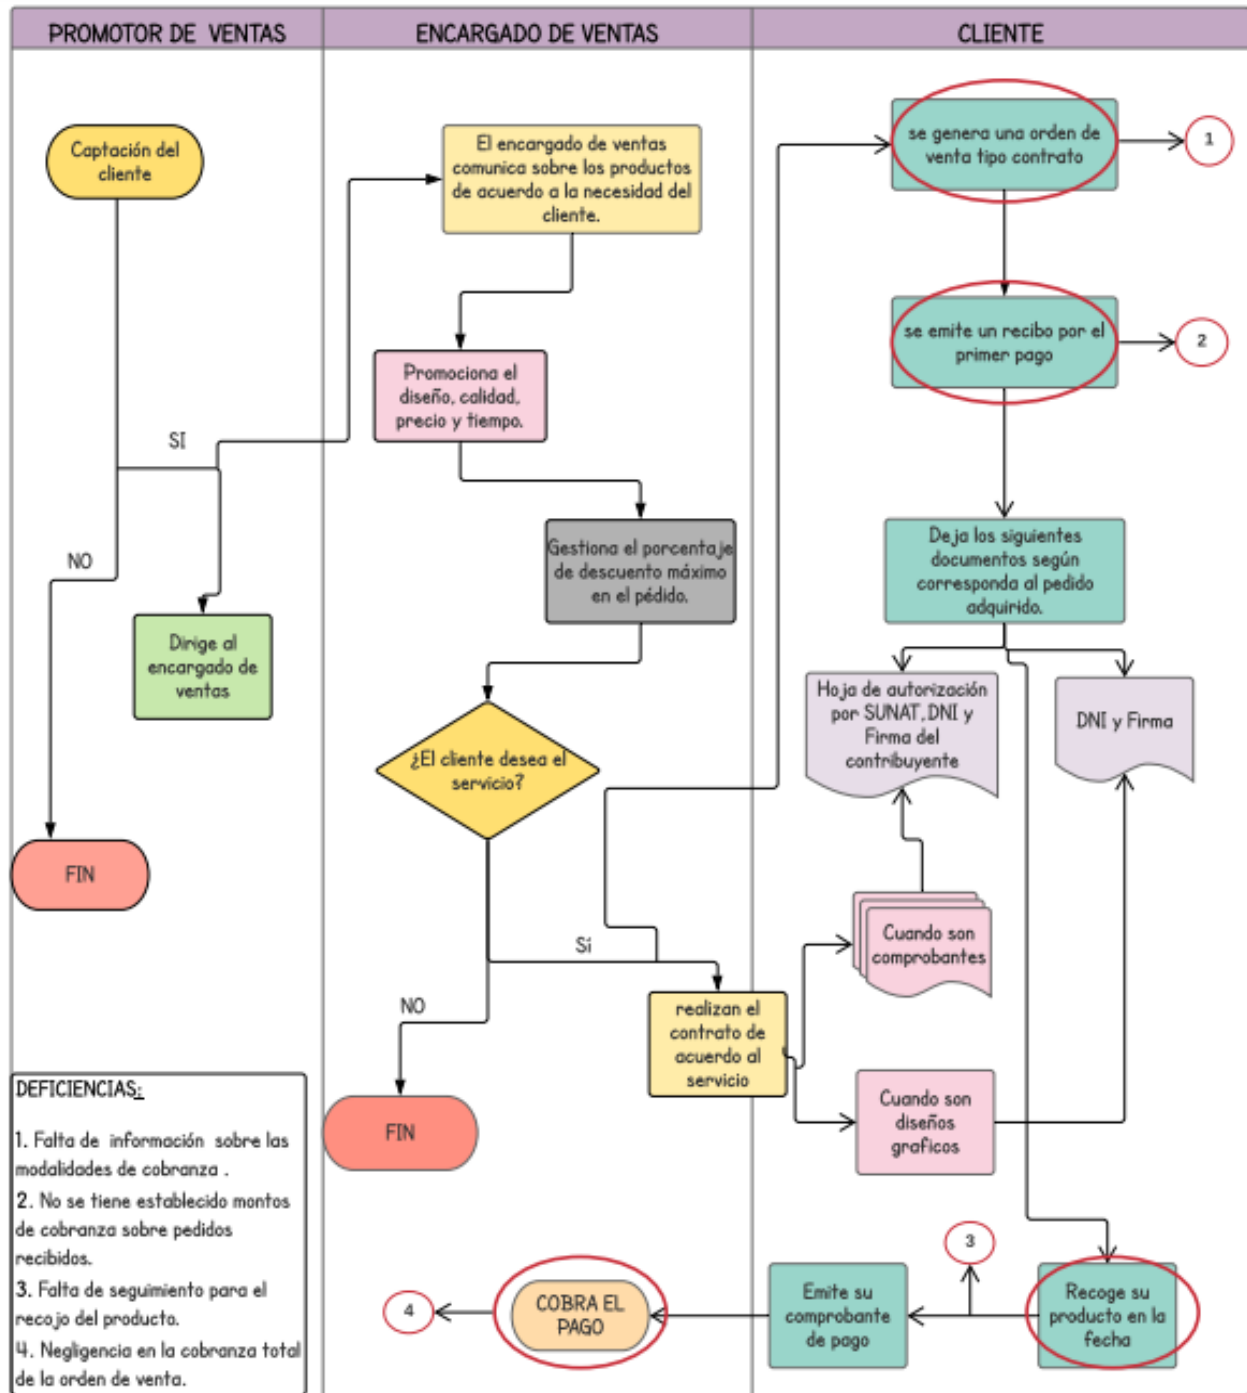 PROMOTOR DE VENTAS
ENCARGADO DE VENTAS
CLIENTE
Captación del
cliente
SI
NO
Dirige al
encargado de
ventas
FIN
El encargado de ventas
comunica sobre los productos
de acuerdo a la necesidad del
cliente.
Promociona el
diseño, calidad,
precio y tiempo.
Gestiona el porcentaje
de descuento máximo
en el pédido.
¿El cliente desea el
servicio?
Sí
NO
realizan el
contrato de
acuerdo al
servicio
FIN
se genera una orden de
venta tipo contrato
1
se emite un recibo por el
primer pago
2
Deja los siguientes
documentos según
corresponda al pedido
adquirido.
Hoja de autorización
por SUNAT, DNI y
Firma del
contribuyente
DNI y Firma
Cuando son
comprobantes
Cuando son
diseños
graficos
Recoge su
producto en la
fecha
3
Emite su
comprobante
de pago
COBRA EL
PAGO
4
DEFICIENCIAS:
1. Falta de información sobre las
modalidades de cobranza .
2. No se tiene establecido montos
de cobranza sobre pedidos
recibidos.
3. Falta de seguimiento para el
recojo del producto.
4. Negligencia en la cobranza total
de la orden de venta.